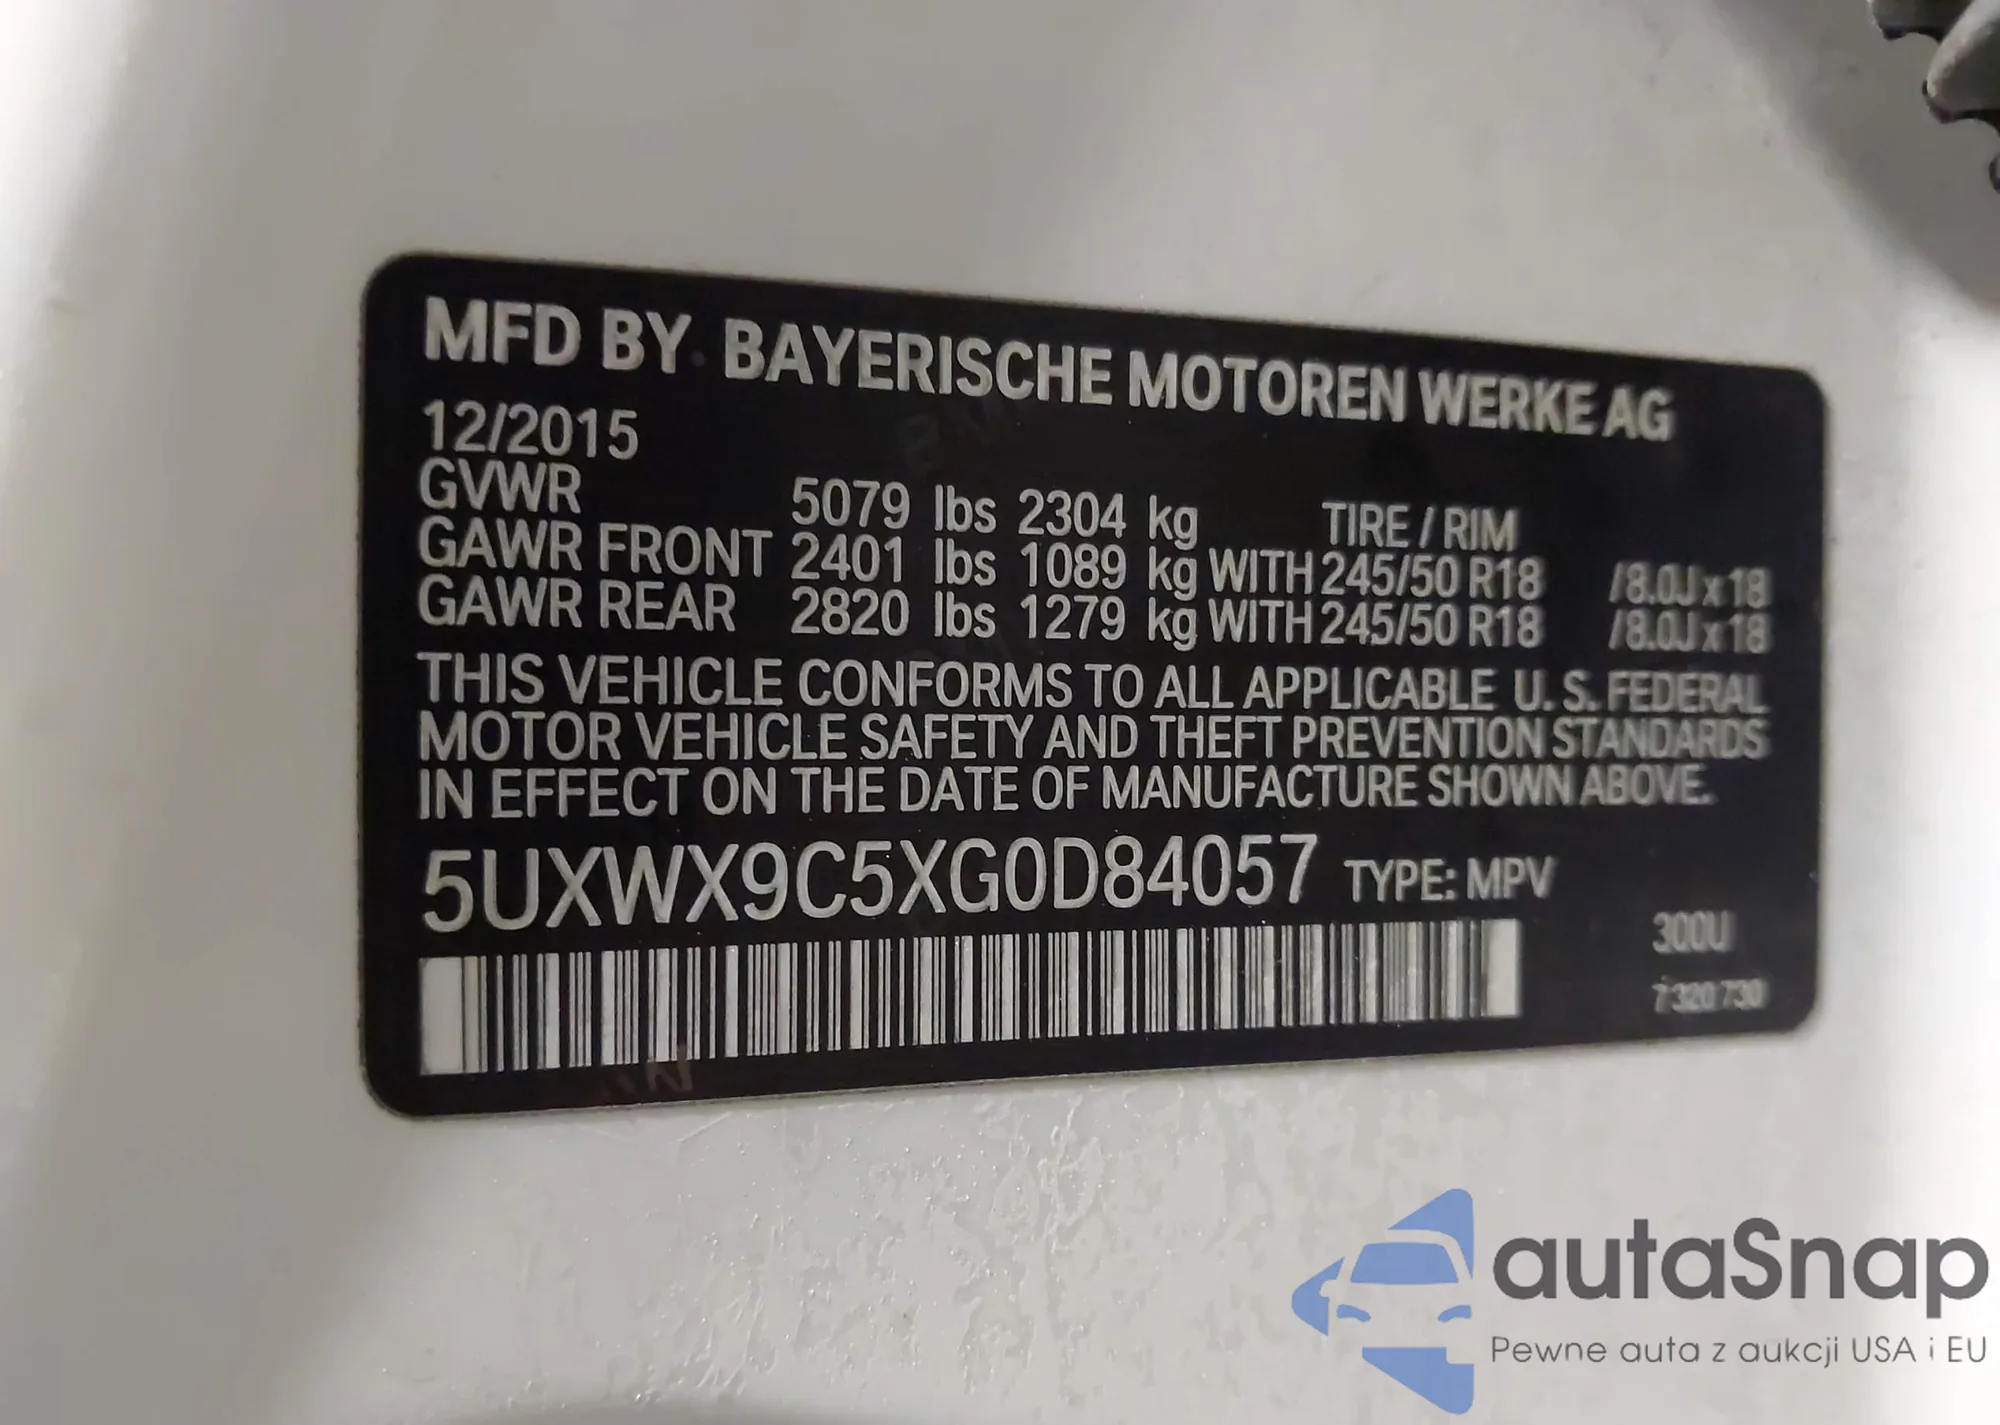 MFD BY BAYERISCHE MOTOREN WERKE AG
12/2015
GVWR 5079 lbs 2304 kg TIRE / RIM
GAWR FRONT 2401 lbs 1089 kg WITH 245/50 R18 /8.0J x 18
GAWR REAR 2820 lbs 1279 kg WITH 245/50 R18 /8.0J x 18
THIS VEHICLE CONFORMS TO ALL APPLICABLE U. S. FEDERAL
MOTOR VEHICLE SAFETY AND THEFT PREVENTION STANDARDS
IN EFFECT ON THE DATE OF MANUFACTURE SHOWN ABOVE.
5UXWX9C5XG0D84057 TYPE: MPV
300U
7 320 730
autaSnap
Pewne auta z aukcji USA i EU